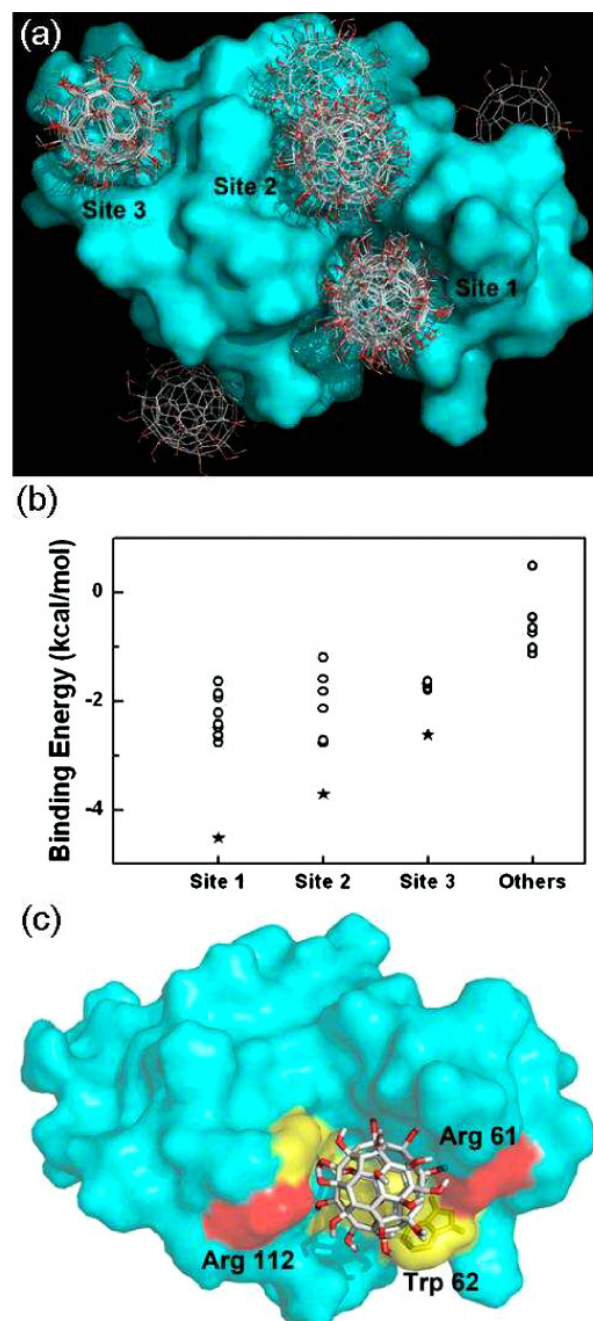 (a)
Site 2
Site 3
Site 1
(b)
Binding Energy (kcal/mol)
0
-2
-4
Site 1 Site 2 Site 3 Others
(c)
Arg 61
Arg 112
Trp 62